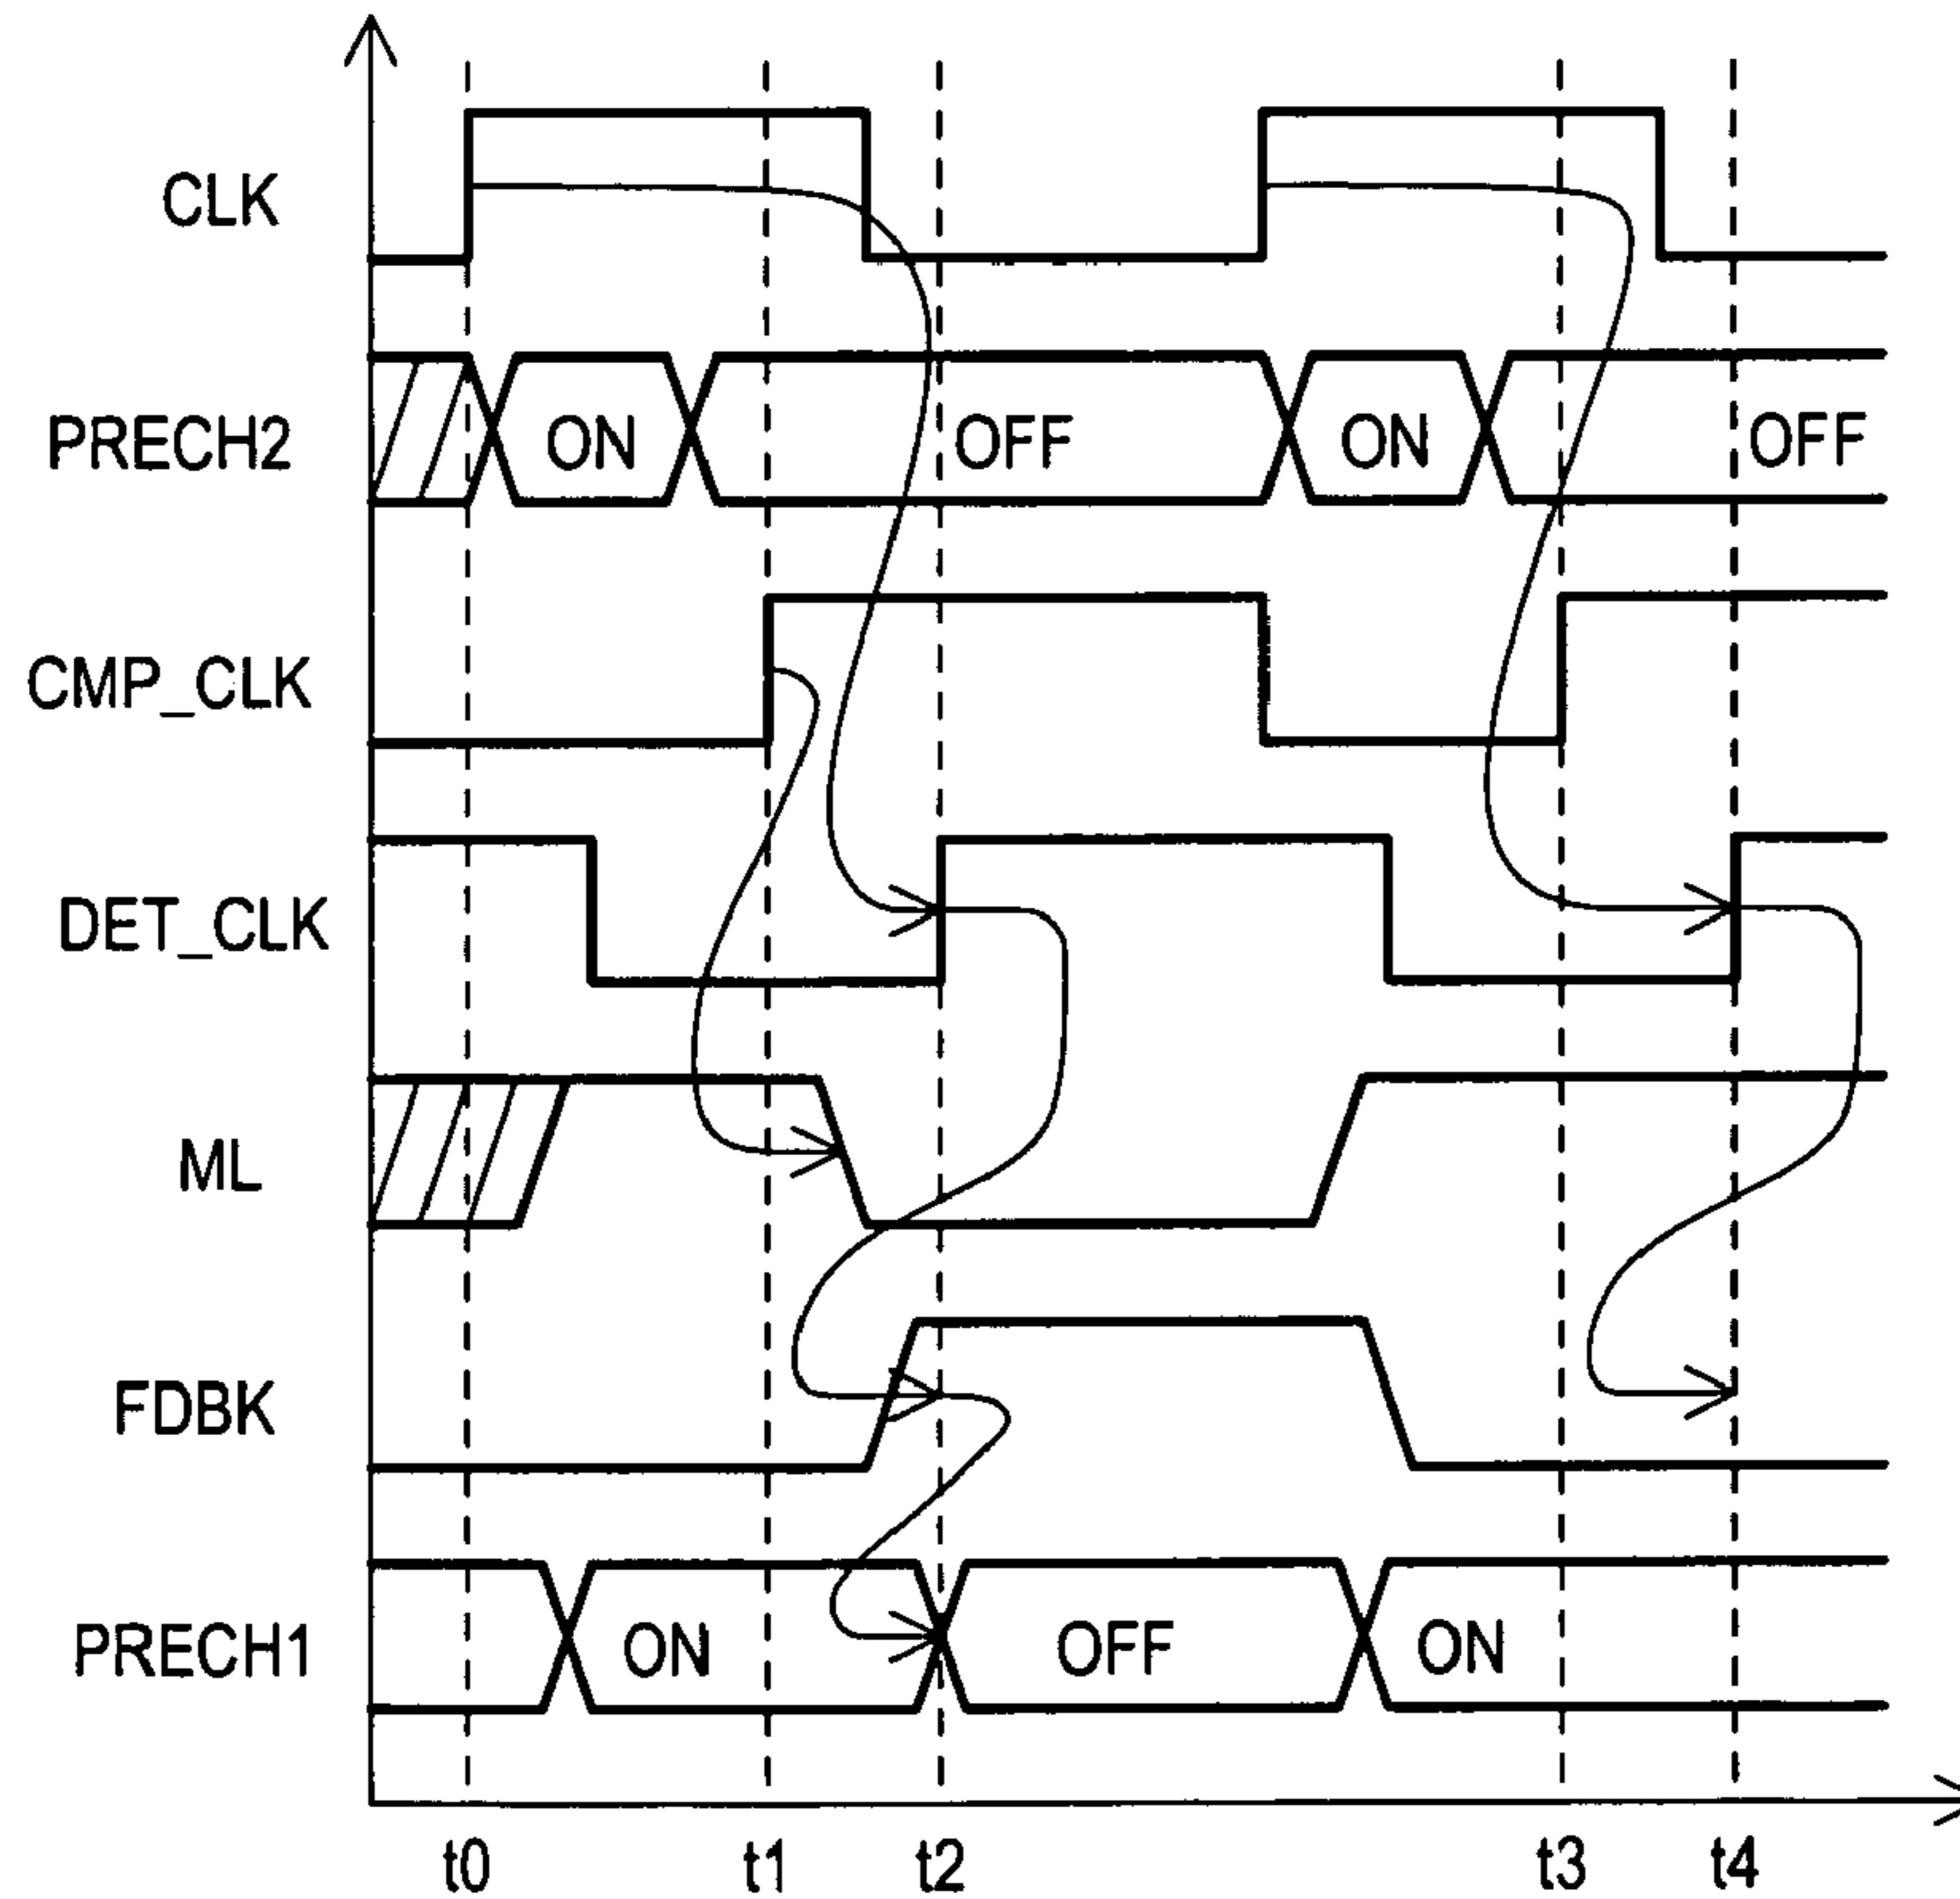 CLK
PRECH2 ON OFF ON OFF
CMP_CLK
DET_CLK
ML
FDBK
PRECH1 ON OFF ON
t0 t1 t2 t3 t4